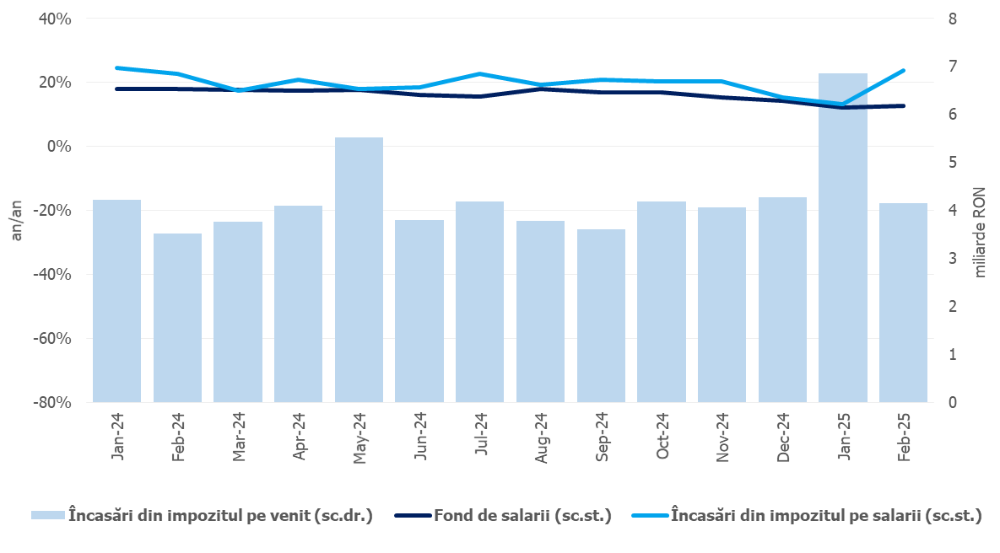 40%
20%
0%
-20%
-40%
-60%
-80%
an/an
8
7
6
5
4
3
2
1
0
miliarde RON
Jan-24
Feb-24
Mar-24
Apr-24
May-24
Jun-24
Jul-24
Aug-24
Sep-24
Oct-24
Nov-24
Dec-24
Jan-25
Feb-25
Încasări din impozitul pe venit (sc.dr.)
Fond de salarii (sc.st.)
Încasări din impozitul pe salarii (sc.st.)